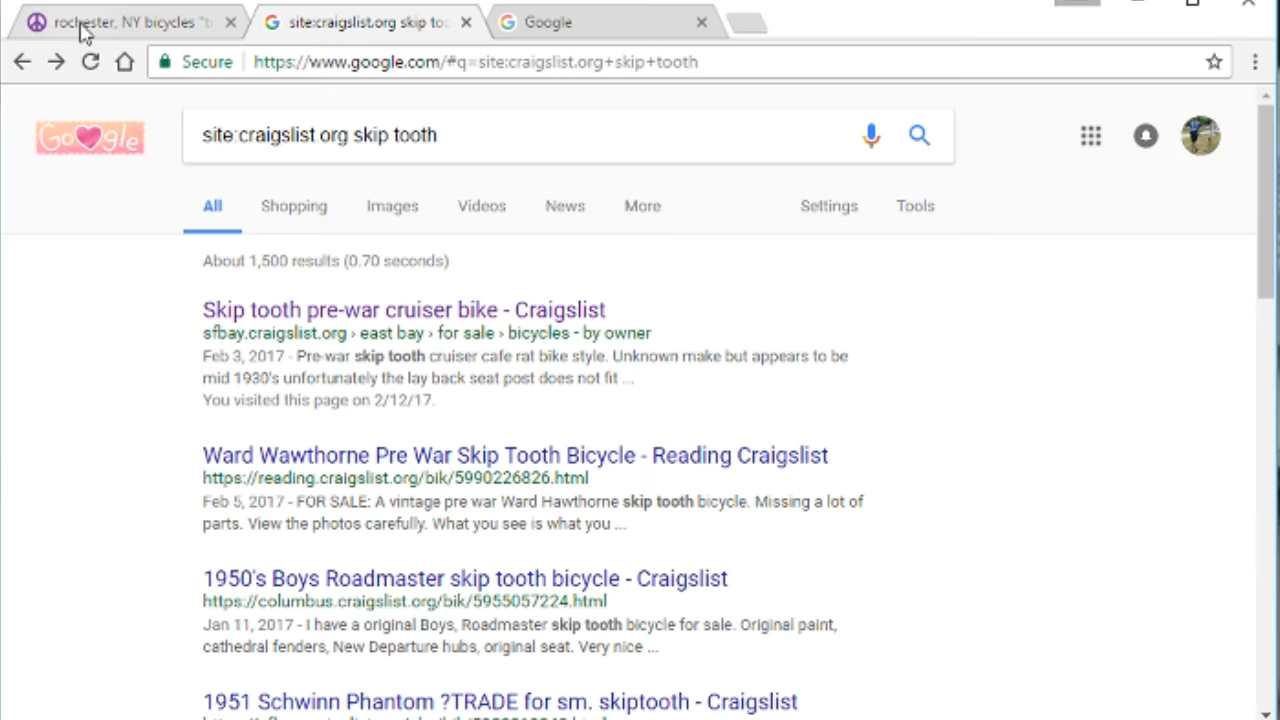 rochester, NY bicycles "t
site:craigslist.org skip too
Google
Secure
https://www.google.com/#q=site:craigslist.org+skip+tooth
Google
site:craigslist.org skip tooth
All
Shopping
Images
Videos
News
More
Settings
Tools
About 1,500 results (0.70 seconds)
Skip tooth pre-war cruiser bike - Craigslist
sfbay.craigslist.org › east bay › for sale › bicycles - by owner
Feb 3, 2017 - Pre-war skip tooth cruiser cafe rat bike style. Unknown make but appears to be
mid 1930's unfortunately the lay back seat post does not fit ...
You visited this page on 2/12/17.
Ward Wawthorne Pre War Skip Tooth Bicycle - Reading Craigslist
https://reading.craigslist.org/bik/5990226826.html
Feb 5, 2017 - FOR SALE: A vintage pre war Ward Hawthorne skip tooth bicycle. Missing a lot of
parts. View the photos carefully. What you see is what you ...
1950's Boys Roadmaster skip tooth bicycle - Craigslist
https://columbus.craigslist.org/bik/5955057224.html
Jan 11, 2017 - I have a original Boys, Roadmaster skip tooth bicycle for sale. Original paint,
cathedral fenders, New Departure hubs, original seat. Very nice ...
1951 Schwinn Phantom ?TRADE for sm. skiptooth - Craigslist